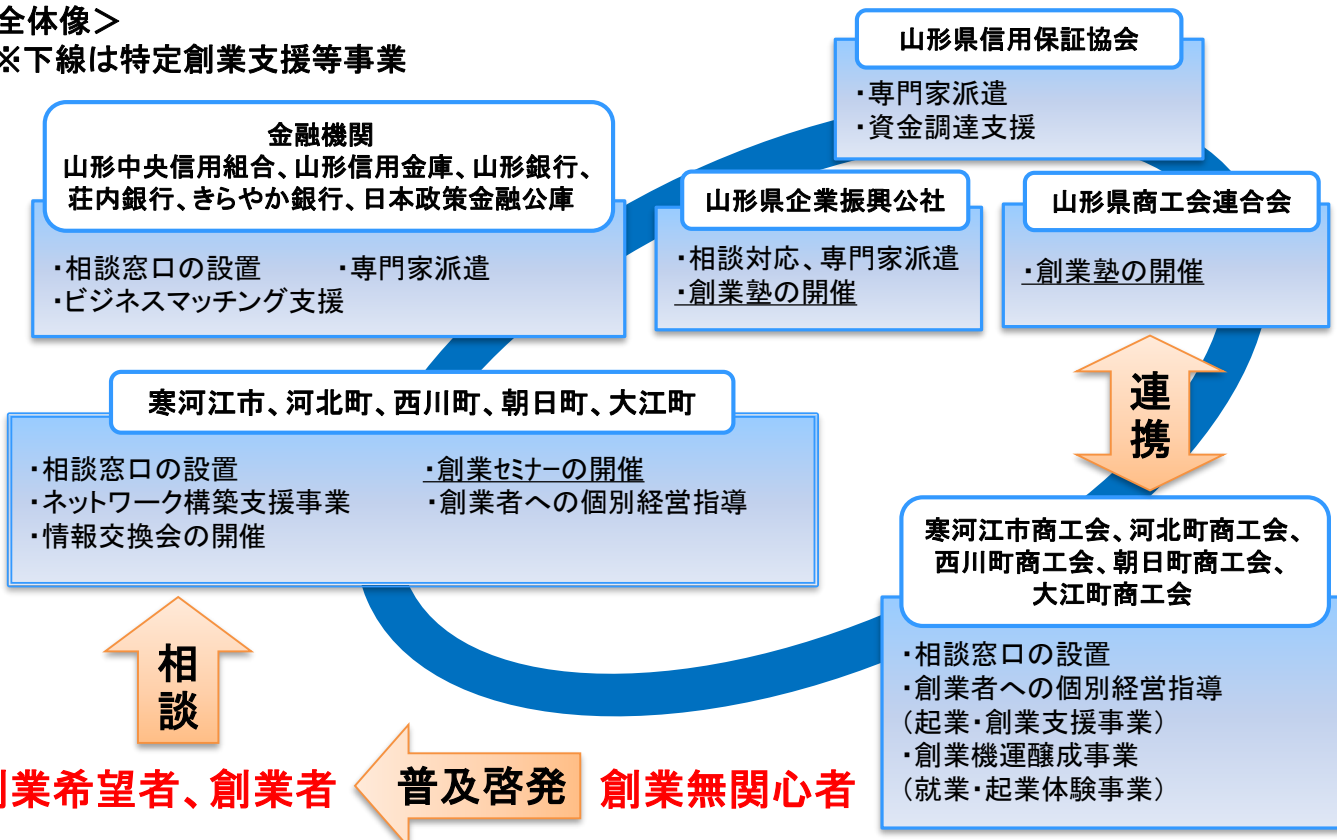 全体像＞
※下線は特定創業支援等事業
山形県信用保証協会
・専門家派遣
・資金調達支援
金融機関
山形中央信用組合、山形信用金庫、山形銀行、
荘内銀行、きらやか銀行、日本政策金融公庫
・相談窓口の設置　・専門家派遣
・ビジネスマッチング支援
山形県企業振興公社
・相談対応、専門家派遣
・創業塾の開催
山形県商工会連合会
・創業塾の開催
連携
寒河江市、河北町、西川町、朝日町、大江町
・相談窓口の設置　・創業セミナーの開催
・ネットワーク構築支援事業　・創業者への個別経営指導
・情報交換会の開催
寒河江市商工会、河北町商工会、
西川町商工会、朝日町商工会、
大江町商工会
・相談窓口の設置
・創業者への個別経営指導
（起業・創業支援事業）
・創業機運醸成事業
（就業・起業体験事業）
相談
創業希望者、創業者
普及啓発
創業無関心者